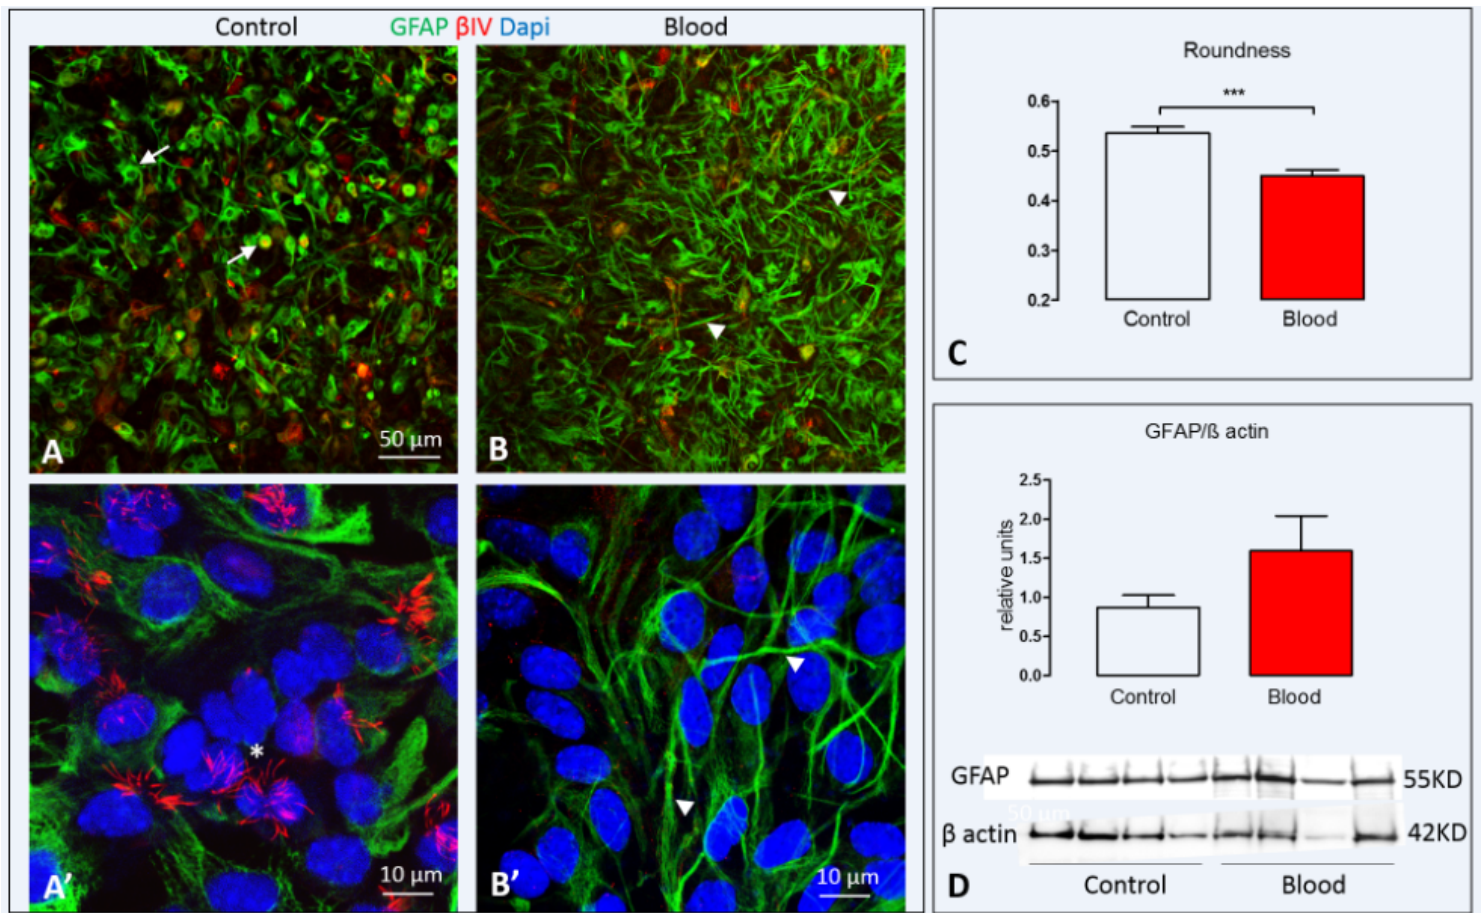 Control GFAP βIV Dapi Blood
A
50 µm
B
A’
10 µm
B’
10 µm
Roundness
***
0.6
0.5
0.4
0.3
0.2
Control Blood
C
GFAP/ß actin
relative units
2.5
2.0
1.5
1.0
0.5
0.0
Control Blood
GFAP 55KD
50 µm
β actin 42KD
Control Blood
D
*